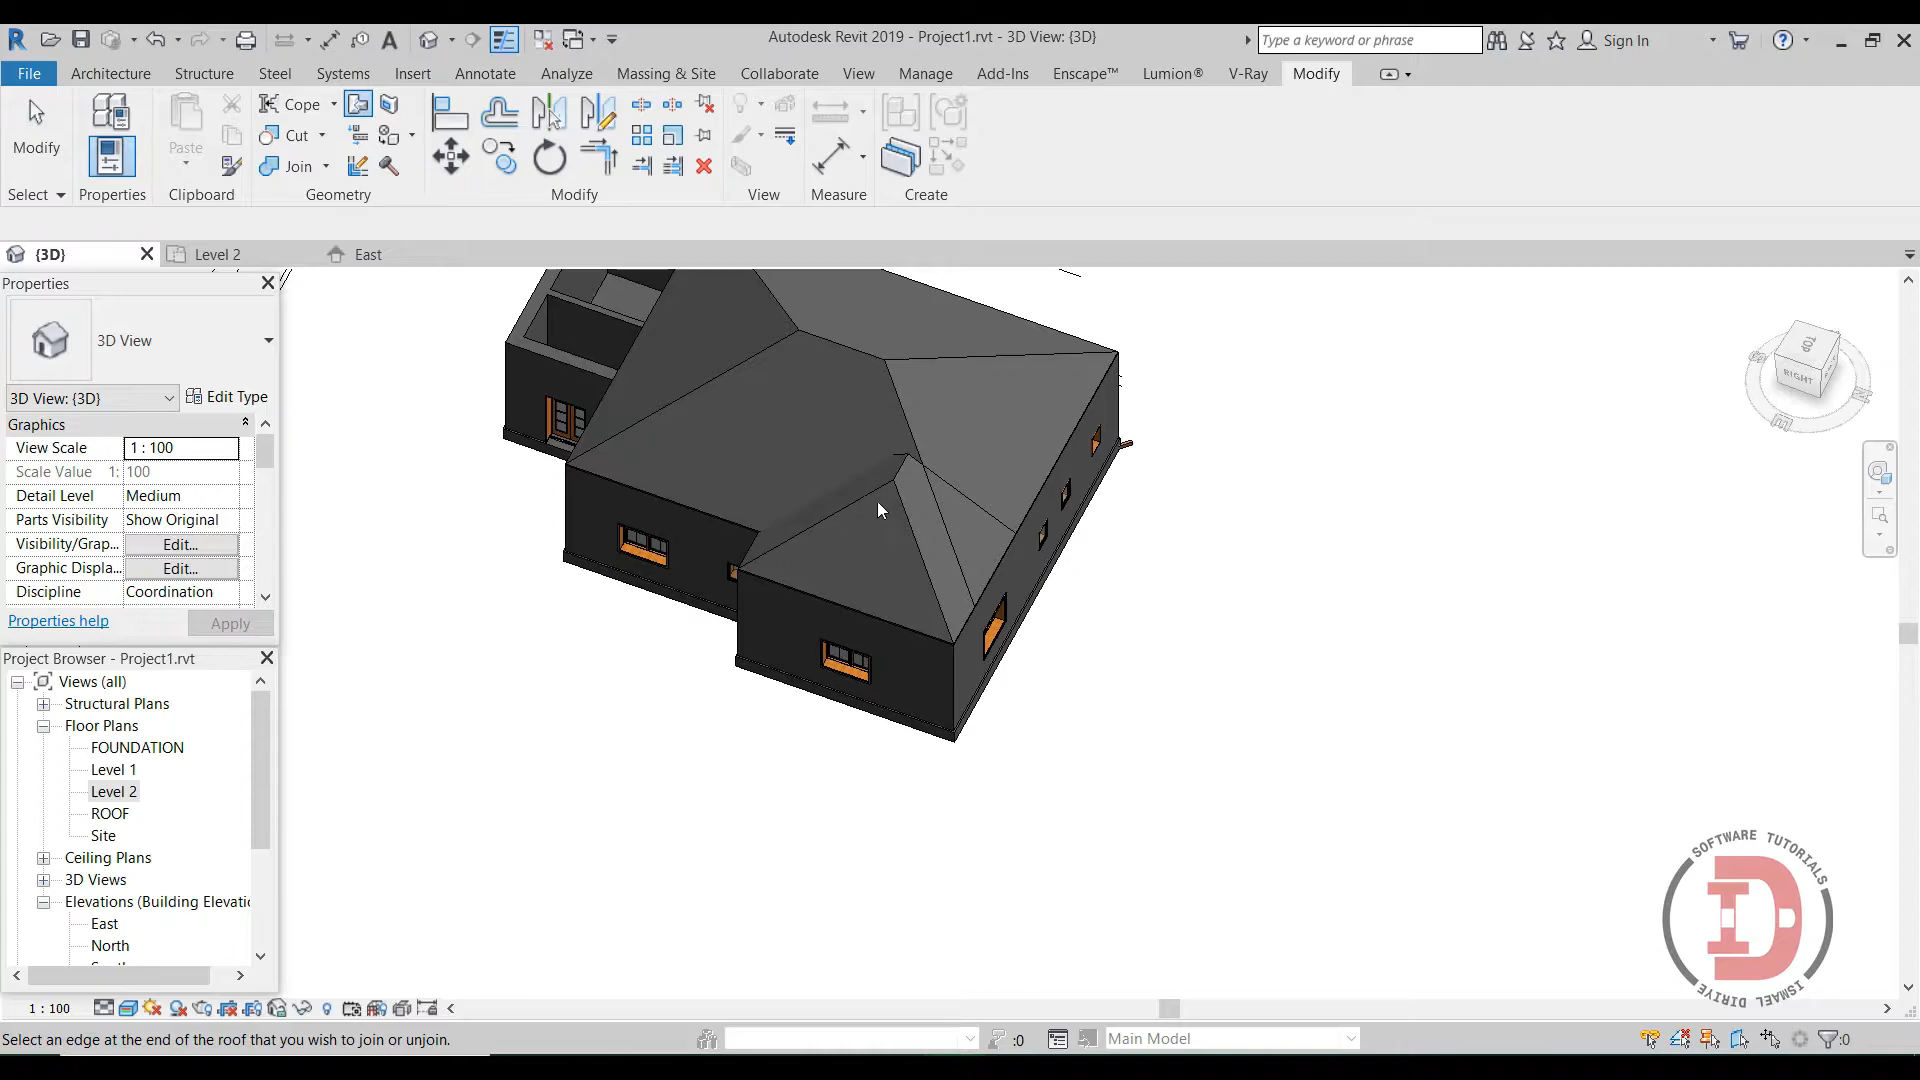 Autodesk Revit 2019 - Project1.rvt - 3D View: {3D}
Type a keyword or phrase
Sign In
File Architecture Structure Steel Systems Insert Annotate Analyze Massing & Site Collaborate View Manage Add-Ins Enscape™ Lumion® V-Ray Modify
Modify
Paste
Cope
Cut
Join
Select Properties Clipboard Geometry Modify View Measure Create
{3D} Level 2 East
Properties
3D View
3D View: {3D} Edit Type
Graphics
View Scale 1 : 100
Scale Value 1: 100
Detail Level Medium
Parts Visibility Show Original
Visibility/Grap... Edit...
Graphic Displa... Edit...
Discipline Coordination
Properties help Apply
Project Browser - Project1.rvt
Views (all)
Structural Plans
Floor Plans
FOUNDATION
Level 1
Level 2
ROOF
Site
Ceiling Plans
3D Views
Elevations (Building Elevatic
East
North
TOP
RIGHT
SOFTWARE TUTORIALS
ISMAEL DIRIYE
1 : 100
Select an edge at the end of the roof that you wish to join or unjoin.
:0
Main Model
:0